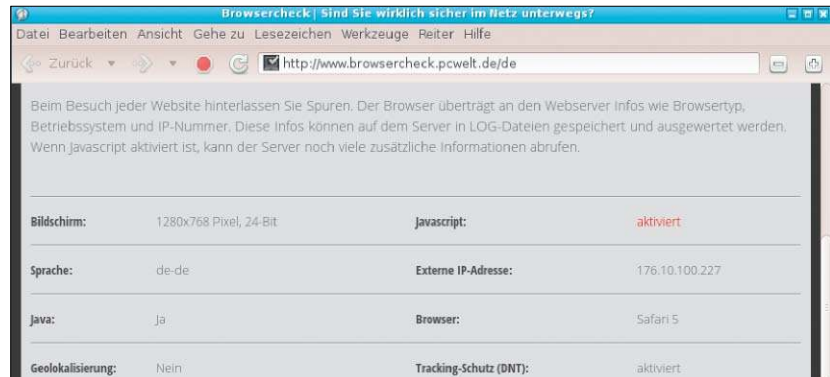 Browsercheck | Sind Sie wirklich sicher im Netz unterwegs?
Datei Bearbeiten Ansicht Gehe zu Lesezeichen Werkzeuge Reiter Hilfe
Zurück http://www.browsercheck.pcwelt.de/de
Beim Besuch jeder Website hinterlassen Sie Spuren. Der Browser überträgt an den Webserver Infos wie Browsertyp,
Betriebssystem und IP-Nummer. Diese Infos können auf dem Server in LOG-Dateien gespeichert und ausgewertet werden.
Wenn Javascript aktiviert ist, kann der Server noch viele zusätzliche Informationen abrufen.
Bildschirm: 1280x768 Pixel, 24-Bit Javascript: aktiviert
Sprache: de-de Externe IP-Adresse: 176.10.100.227
Java: Ja Browser: Safari 5
Geolokalisierung: Nein Tracking-Schutz (DNT): aktiviert